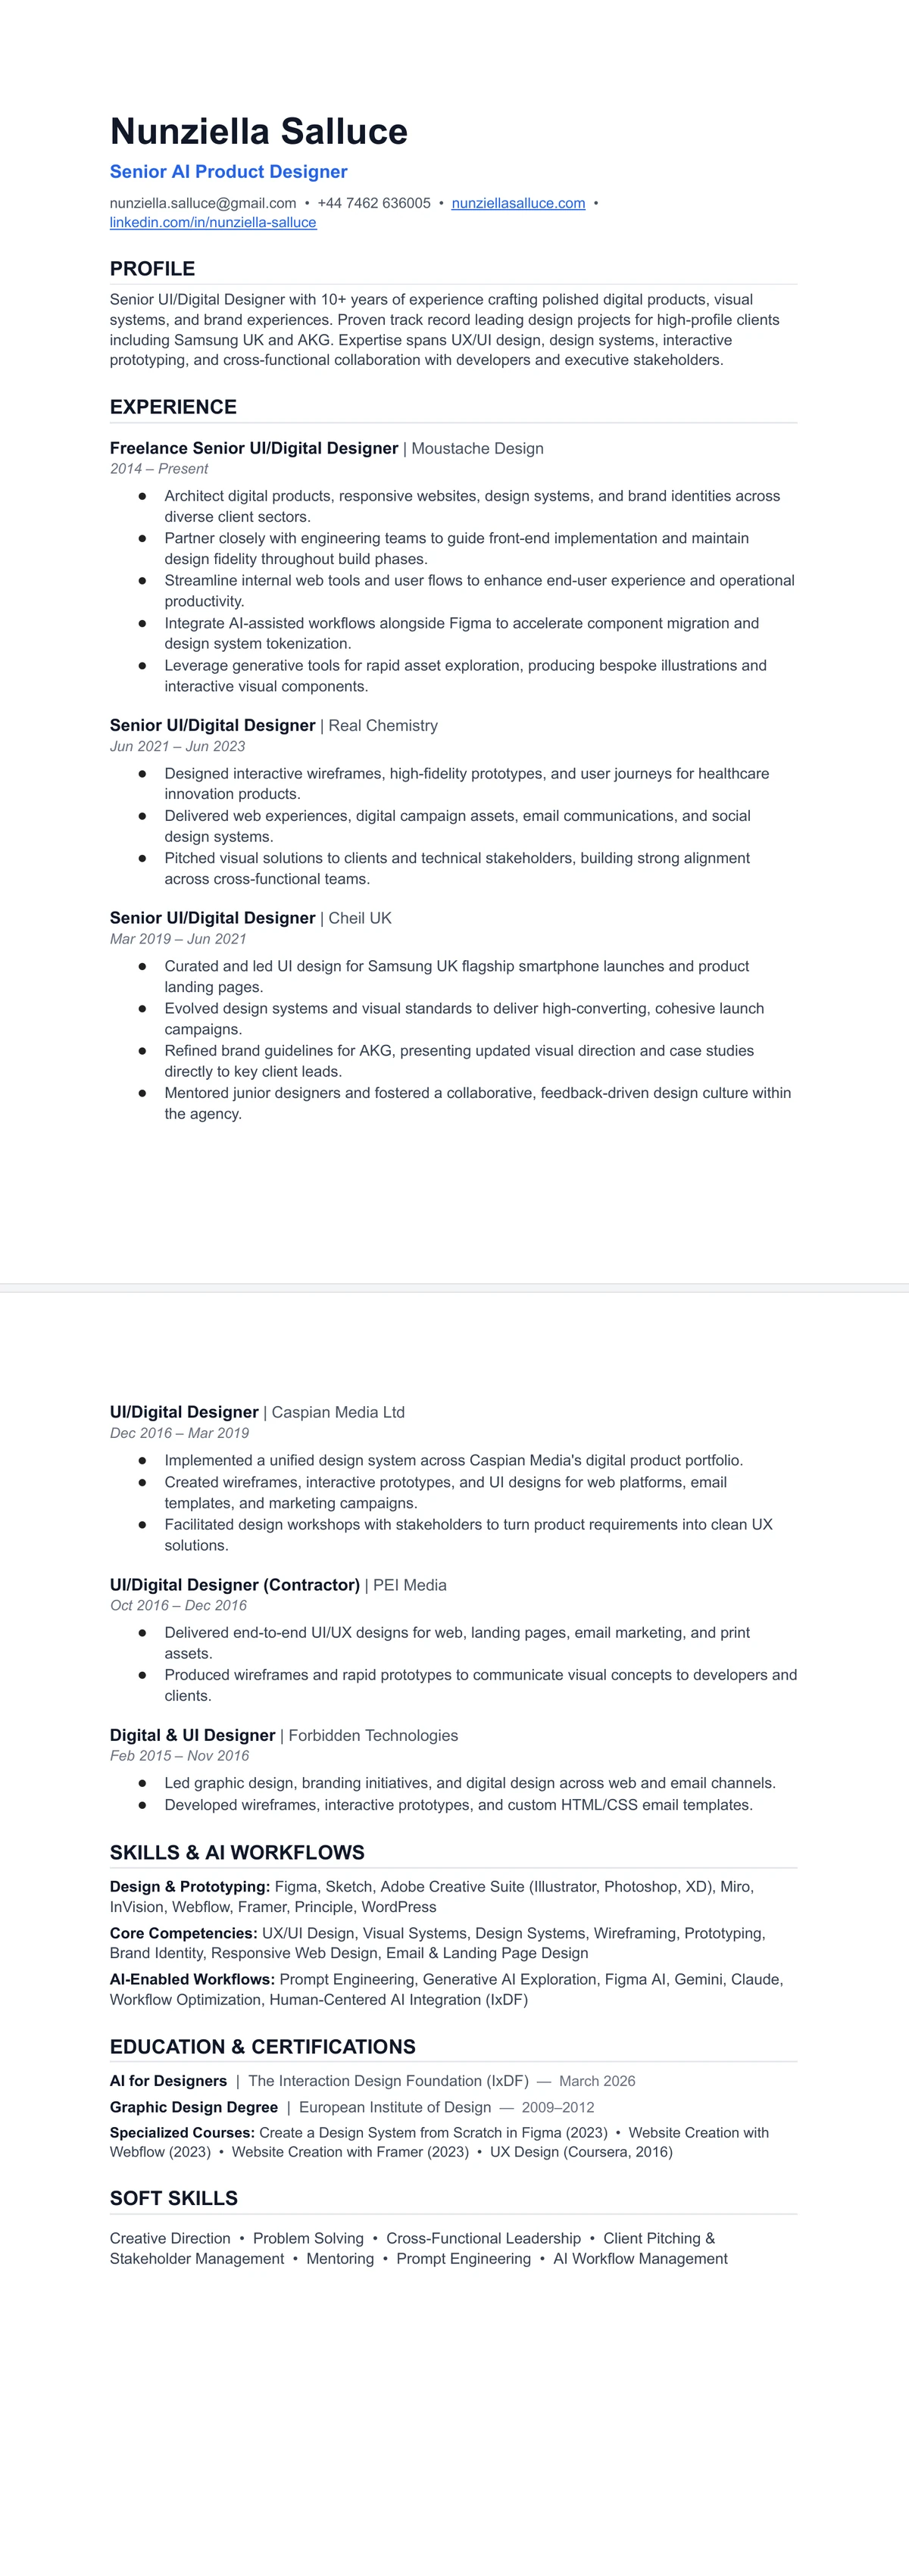 Nunziella Salluce
Senior AI Product Designer
nunziella.salluce@gmail.com • +44 7462 636005 • nunziellasalluce.com •
linkedin.com/in/nunziella-salluce
PROFILE
Senior UI/Digital Designer with 10+ years of experience crafting polished digital products, visual
systems, and brand experiences. Proven track record leading design projects for high-profile clients
including Samsung UK and AKG. Expertise spans UX/UI design, design systems, interactive
prototyping, and cross-functional collaboration with developers and executive stakeholders.
EXPERIENCE
Freelance Senior UI/Digital Designer | Moustache Design
2014 – Present
● Architect digital products, responsive websites, design systems, and brand identities across
diverse client sectors.
● Partner closely with engineering teams to guide front-end implementation and maintain
design fidelity throughout build phases.
● Streamline internal web tools and user flows to enhance end-user experience and operational
productivity.
● Integrate AI-assisted workflows alongside Figma to accelerate component migration and
design system tokenization.
● Leverage generative tools for rapid asset exploration, producing bespoke illustrations and
interactive visual components.
Senior UI/Digital Designer | Real Chemistry
Jun 2021 – Jun 2023
● Designed interactive wireframes, high-fidelity prototypes, and user journeys for healthcare
innovation products.
● Delivered web experiences, digital campaign assets, email communications, and social
design systems.
● Pitched visual solutions to clients and technical stakeholders, building strong alignment
across cross-functional teams.
Senior UI/Digital Designer | Cheil UK
Mar 2019 – Jun 2021
● Curated and led UI design for Samsung UK flagship smartphone launches and product
landing pages.
● Evolved design systems and visual standards to deliver high-converting, cohesive launch
campaigns.
● Refined brand guidelines for AKG, presenting updated visual direction and case studies
directly to key client leads.
● Mentored junior designers and fostered a collaborative, feedback-driven design culture within
the agency.
UI/Digital Designer | Caspian Media Ltd
Dec 2016 – Mar 2019
● Implemented a unified design system across Caspian Media's digital product portfolio.
● Created wireframes, interactive prototypes, and UI designs for web platforms, email
templates, and marketing campaigns.
● Facilitated design workshops with stakeholders to turn product requirements into clean UX
solutions.
UI/Digital Designer (Contractor) | PEI Media
Oct 2016 – Dec 2016
● Delivered end-to-end UI/UX designs for web, landing pages, email marketing, and print
assets.
● Produced wireframes and rapid prototypes to communicate visual concepts to developers and
clients.
Digital & UI Designer | Forbidden Technologies
Feb 2015 – Nov 2016
● Led graphic design, branding initiatives, and digital design across web and email channels.
● Developed wireframes, interactive prototypes, and custom HTML/CSS email templates.
SKILLS & AI WORKFLOWS
Design & Prototyping: Figma, Sketch, Adobe Creative Suite (Illustrator, Photoshop, XD), Miro,
InVision, Webflow, Framer, Principle, WordPress
Core Competencies: UX/UI Design, Visual Systems, Design Systems, Wireframing, Prototyping,
Brand Identity, Responsive Web Design, Email & Landing Page Design
AI-Enabled Workflows: Prompt Engineering, Generative AI Exploration, Figma AI, Gemini, Claude,
Workflow Optimization, Human-Centered AI Integration (IxDF)
EDUCATION & CERTIFICATIONS
AI for Designers | The Interaction Design Foundation (IxDF) — March 2026
Graphic Design Degree | European Institute of Design — 2009–2012
Specialized Courses: Create a Design System from Scratch in Figma (2023) • Website Creation with
Webflow (2023) • Website Creation with Framer (2023) • UX Design (Coursera, 2016)
SOFT SKILLS
Creative Direction • Problem Solving • Cross-Functional Leadership • Client Pitching &
Stakeholder Management • Mentoring • Prompt Engineering • AI Workflow Management